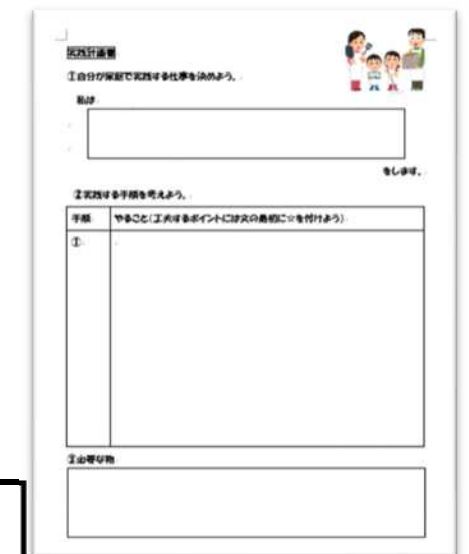 実践計画書
①自分が家庭で実践する仕事を決めよう。
私は
をします。
②実践する手順を考えよう。
手順 やること(工夫するポイントには文の最初に☆を付けよう)
①
③必要な物